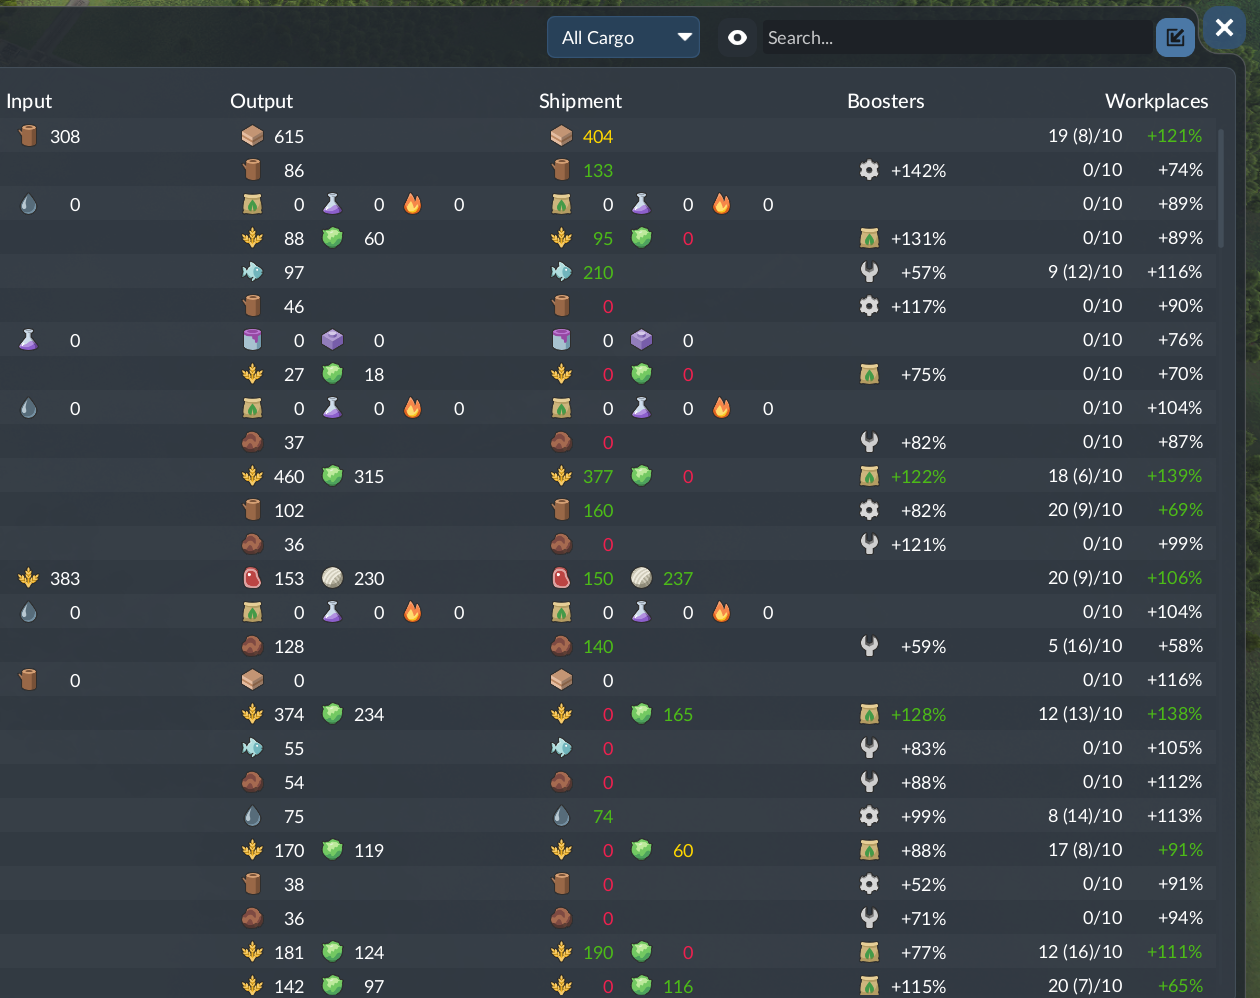 All Cargo Search...
Input Output Shipment Boosters Workplaces
308 615 404 19 (8)/10 +121%
86 133 +142% 0/10 +74%
0 0 0 0 0 0 0 0/10 +89%
88 60 95 0 +131% 0/10 +89%
97 210 +57% 9 (12)/10 +116%
46 0 +117% 0/10 +90%
0 0 0 0 0 0/10 +76%
27 18 0 0 +75% 0/10 +70%
0 0 0 0 0 0 0 0/10 +104%
37 0 +82% 0/10 +87%
460 315 377 0 +122% 18 (6)/10 +139%
102 160 +82% 20 (9)/10 +69%
36 0 +121% 0/10 +99%
383 153 230 150 237 20 (9)/10 +106%
0 0 0 0 0 0 0 0/10 +104%
128 140 +59% 5 (16)/10 +58%
0 0 0 0/10 +116%
374 234 0 165 +128% 12 (13)/10 +138%
55 0 +83% 0/10 +105%
54 0 +88% 0/10 +112%
75 74 +99% 8 (14)/10 +113%
170 119 0 60 +88% 17 (8)/10 +91%
38 0 +52% 0/10 +91%
36 0 +71% 0/10 +94%
181 124 190 0 +77% 12 (16)/10 +111%
142 97 0 116 +115% 20 (7)/10 +65%